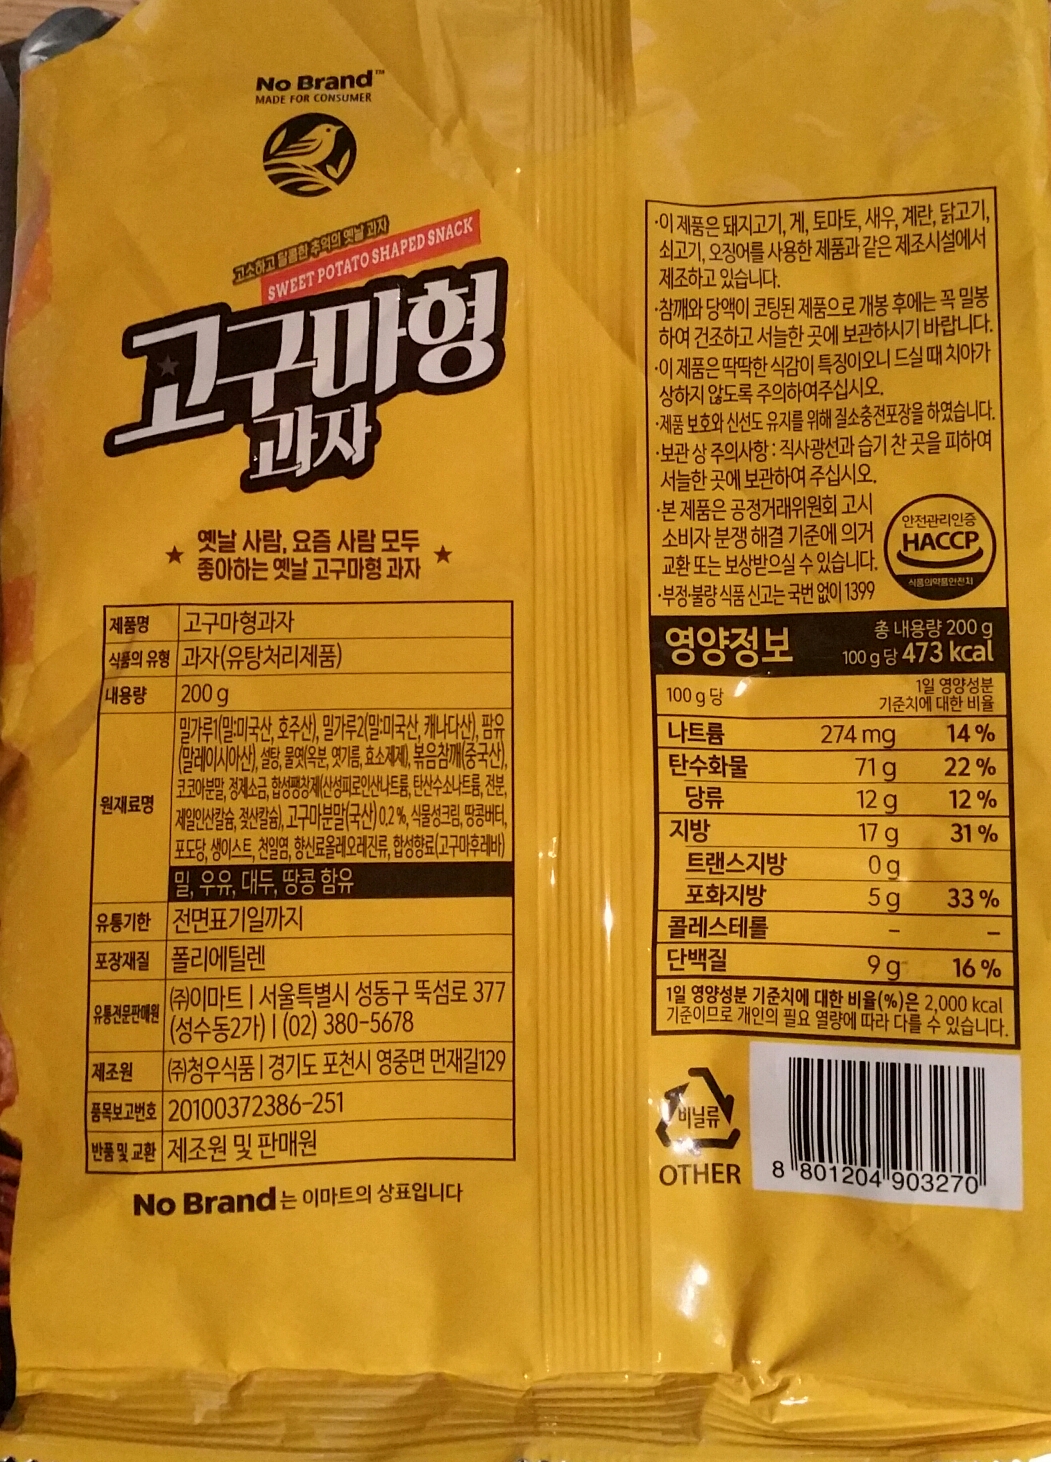 No Brand™
MADE FOR CONSUMER
고소하고 달콤한 추억의 옛날 과자
SWEET POTATO SHAPED SNACK
고구마형
과자
옛날 사람, 요즘 사람 모두
좋아하는 옛날 고구마형 과자
제품명 고구마형과자
식품의 유형 과자(유탕처리제품)
내용량 200 g
원재료명
밀가루1(밀:미국산, 호주산), 밀가루2(밀:미국산, 캐나다산), 팜유
(말레이시아산), 설탕, 물엿(옥분, 엿기름, 효소제제), 볶음참깨(중국산),
코코아분말, 정제소금, 합성팽창제(산성피로인산나트륨, 탄산수소나트륨, 전분,
제일인산칼슘, 젖산칼슘), 고구마분말(국산) 0.2 %, 식물성크림, 땅콩버터,
포도당, 생이스트, 천일염, 향신료올레오레진류, 합성향료(고구마후레바)
밀, 우유, 대두, 땅콩 함유
유통기한 전면표기일까지
포장재질 폴리에틸렌
유통전문판매원 (주)이마트 | 서울특별시 성동구 뚝섬로 377
(성수동2가) | (02) 380-5678
제조원 (주)청우식품 | 경기도 포천시 영중면 먼재길129
품목보고번호 20100372386-251
반품 및 교환 제조원 및 판매원
No Brand는 이마트의 상표입니다
·이 제품은 돼지고기, 게, 토마토, 새우, 계란, 닭고기,
쇠고기, 오징어를 사용한 제품과 같은 제조시설에서
제조하고 있습니다.
·참깨와 당액이 코팅된 제품으로 개봉 후에는 꼭 밀봉
하여 건조하고 서늘한 곳에 보관하시기 바랍니다.
·이 제품은 딱딱한 식감이 특징이오니 드실 때 치아가
상하지 않도록 주의하여주십시오.
·제품 보호와 신선도 유지를 위해 질소충전포장을 하였습니다.
·보관 상 주의사항 : 직사광선과 습기 찬 곳을 피하여
서늘한 곳에 보관하여 주십시오.
·본 제품은 공정거래위원회 고시
소비자 분쟁 해결 기준에 의거
교환 또는 보상받으실 수 있습니다.
·부정·불량 식품 신고는 국번 없이 1399
안전관리인증
HACCP
식품의약품안전처
영양정보
총 내용량 200 g
100 g 당 473 kcal
100 g 당
1일 영양성분
기준치에 대한 비율
나트륨 274 mg 14 %
탄수화물 71 g 22 %
당류 12 g 12 %
지방 17 g 31 %
트랜스지방 0 g
포화지방 5 g 33 %
콜레스테롤 – –
단백질 9 g 16 %
1일 영양성분 기준치에 대한 비율(%)은 2,000 kcal
기준이므로 개인의 필요 열량에 따라 다를 수 있습니다.
비닐류
OTHER
8 801204 903270